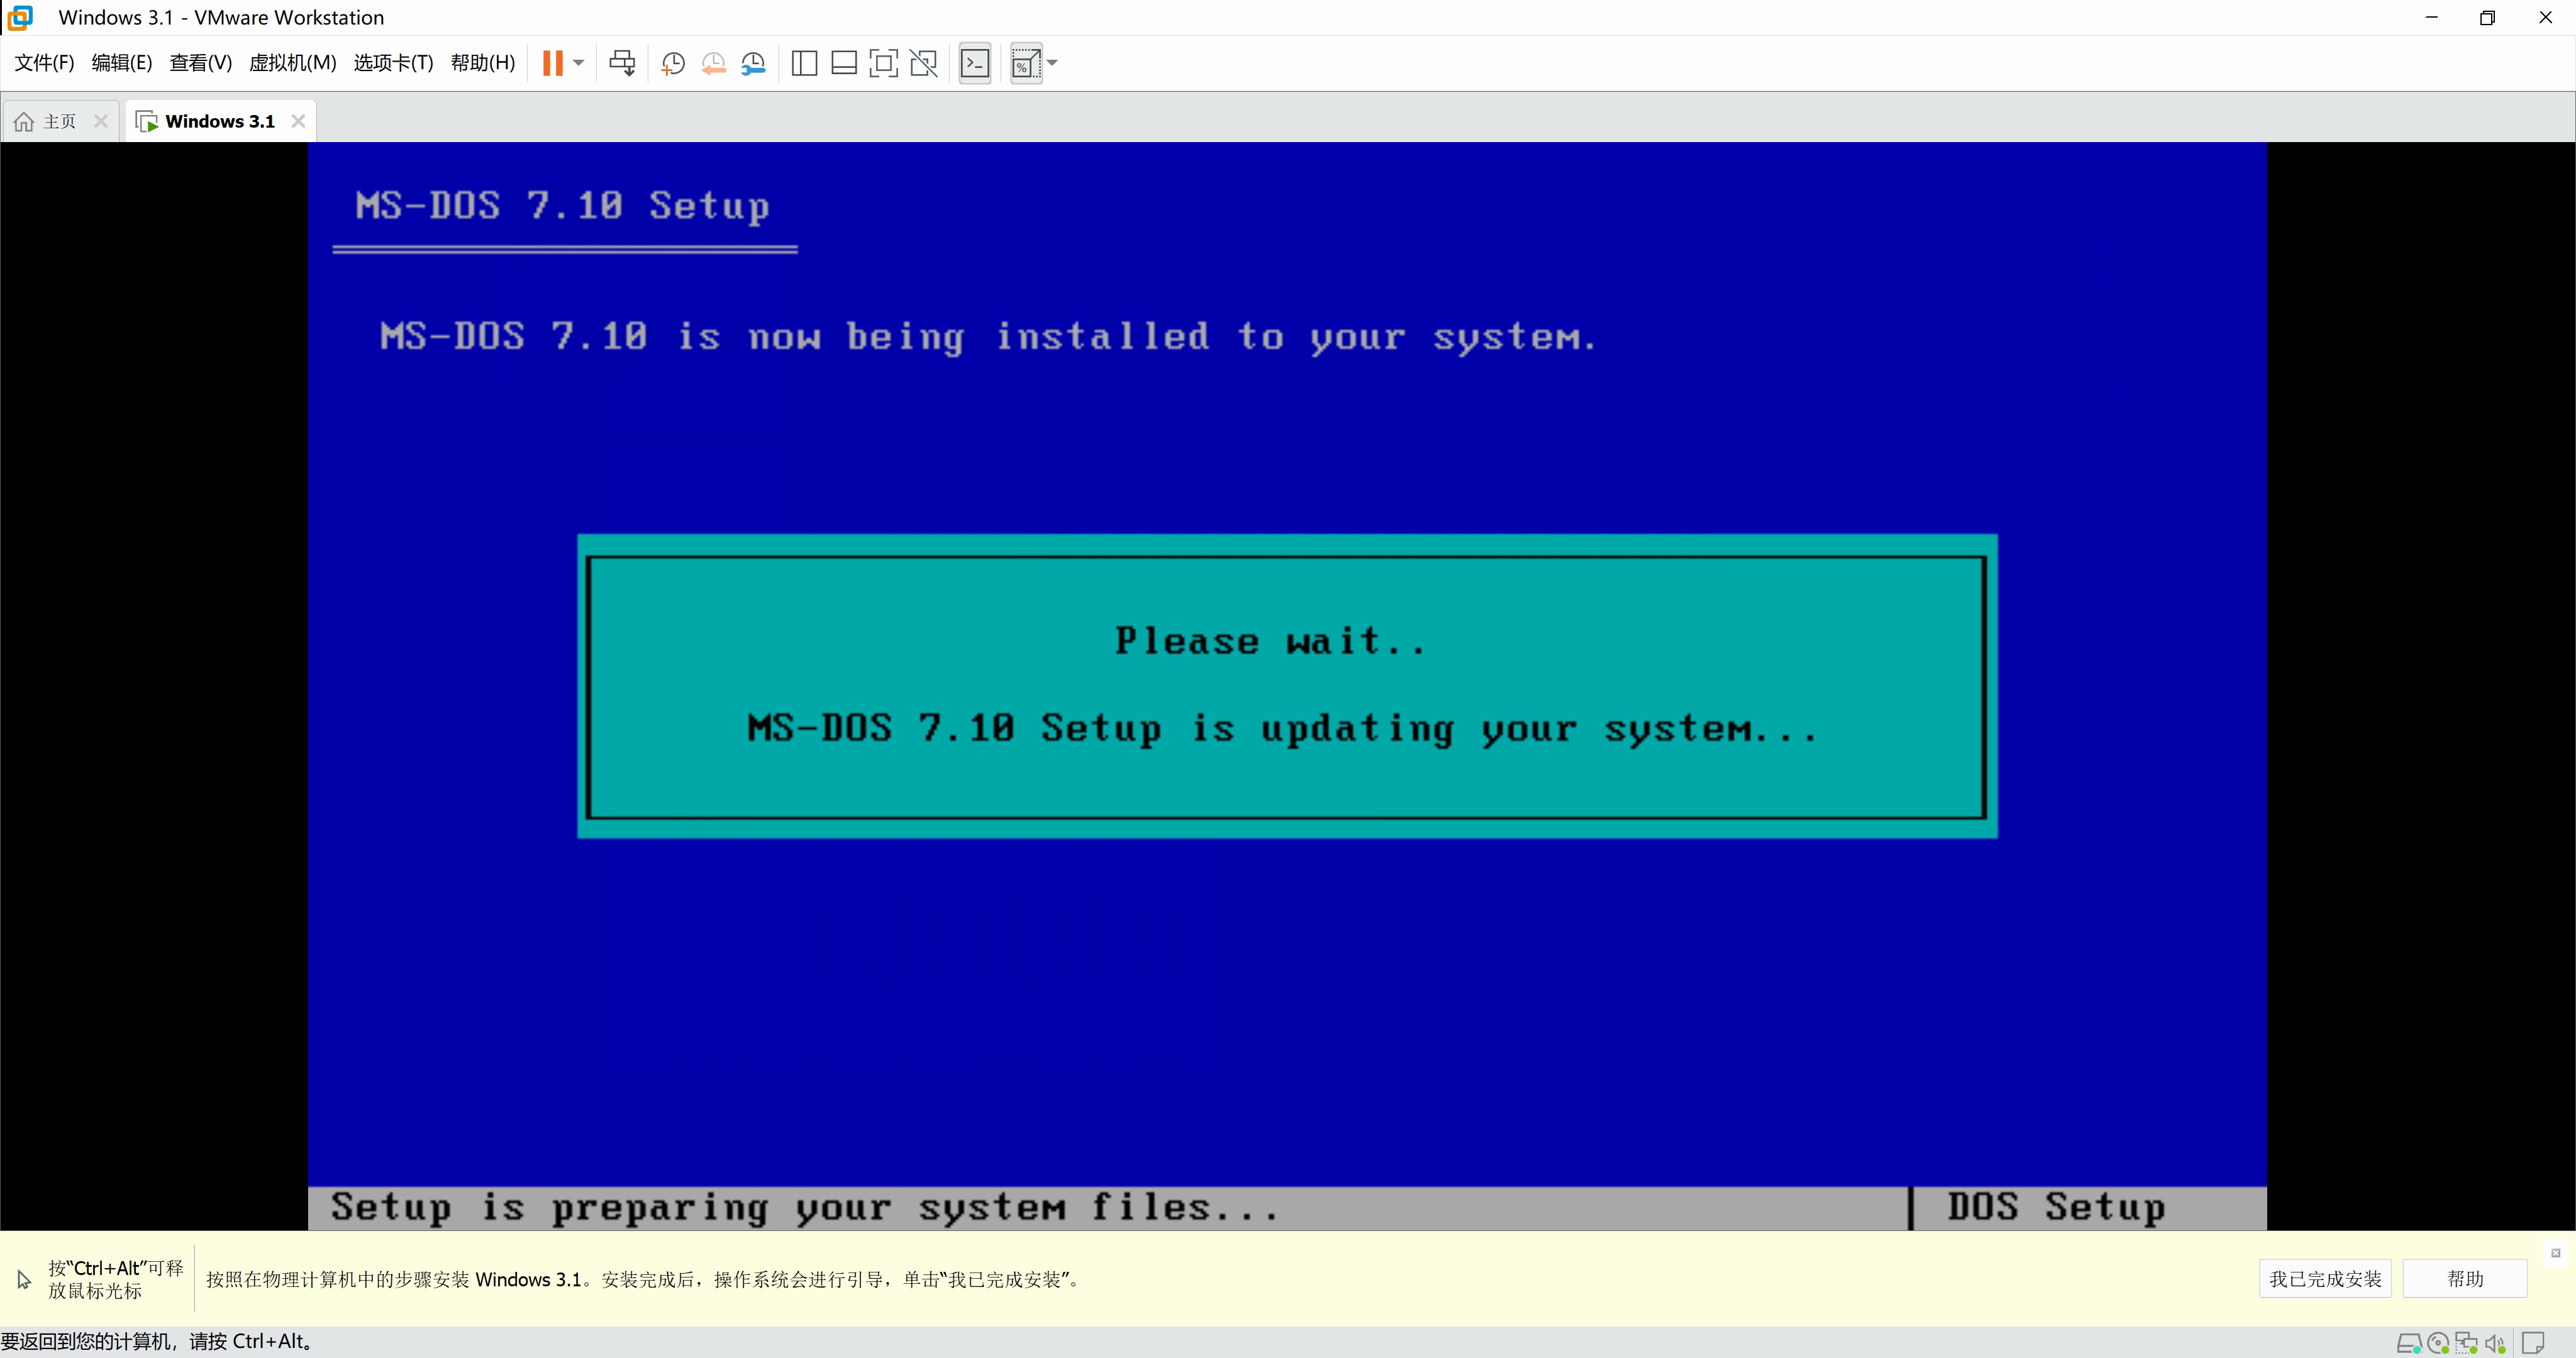 Windows 3.1 - VMware Workstation
文件(F) 编辑(E) 查看(V) 虚拟机(M) 选项卡(T) 帮助(H)
主页 Windows 3.1
MS-DOS 7.10 Setup
MS-DOS 7.10 is now being installed to your system.
Please wait..
MS-DOS 7.10 Setup is updating your system...
Setup is preparing your system files... DOS Setup
按“Ctrl+Alt”可释
放鼠标光标
按照在物理计算机中的步骤安装 Windows 3.1。安装完成后，操作系统会进行引导，单击“我已完成安装”。
我已完成安装 帮助
要返回到您的计算机，请按 Ctrl+Alt。